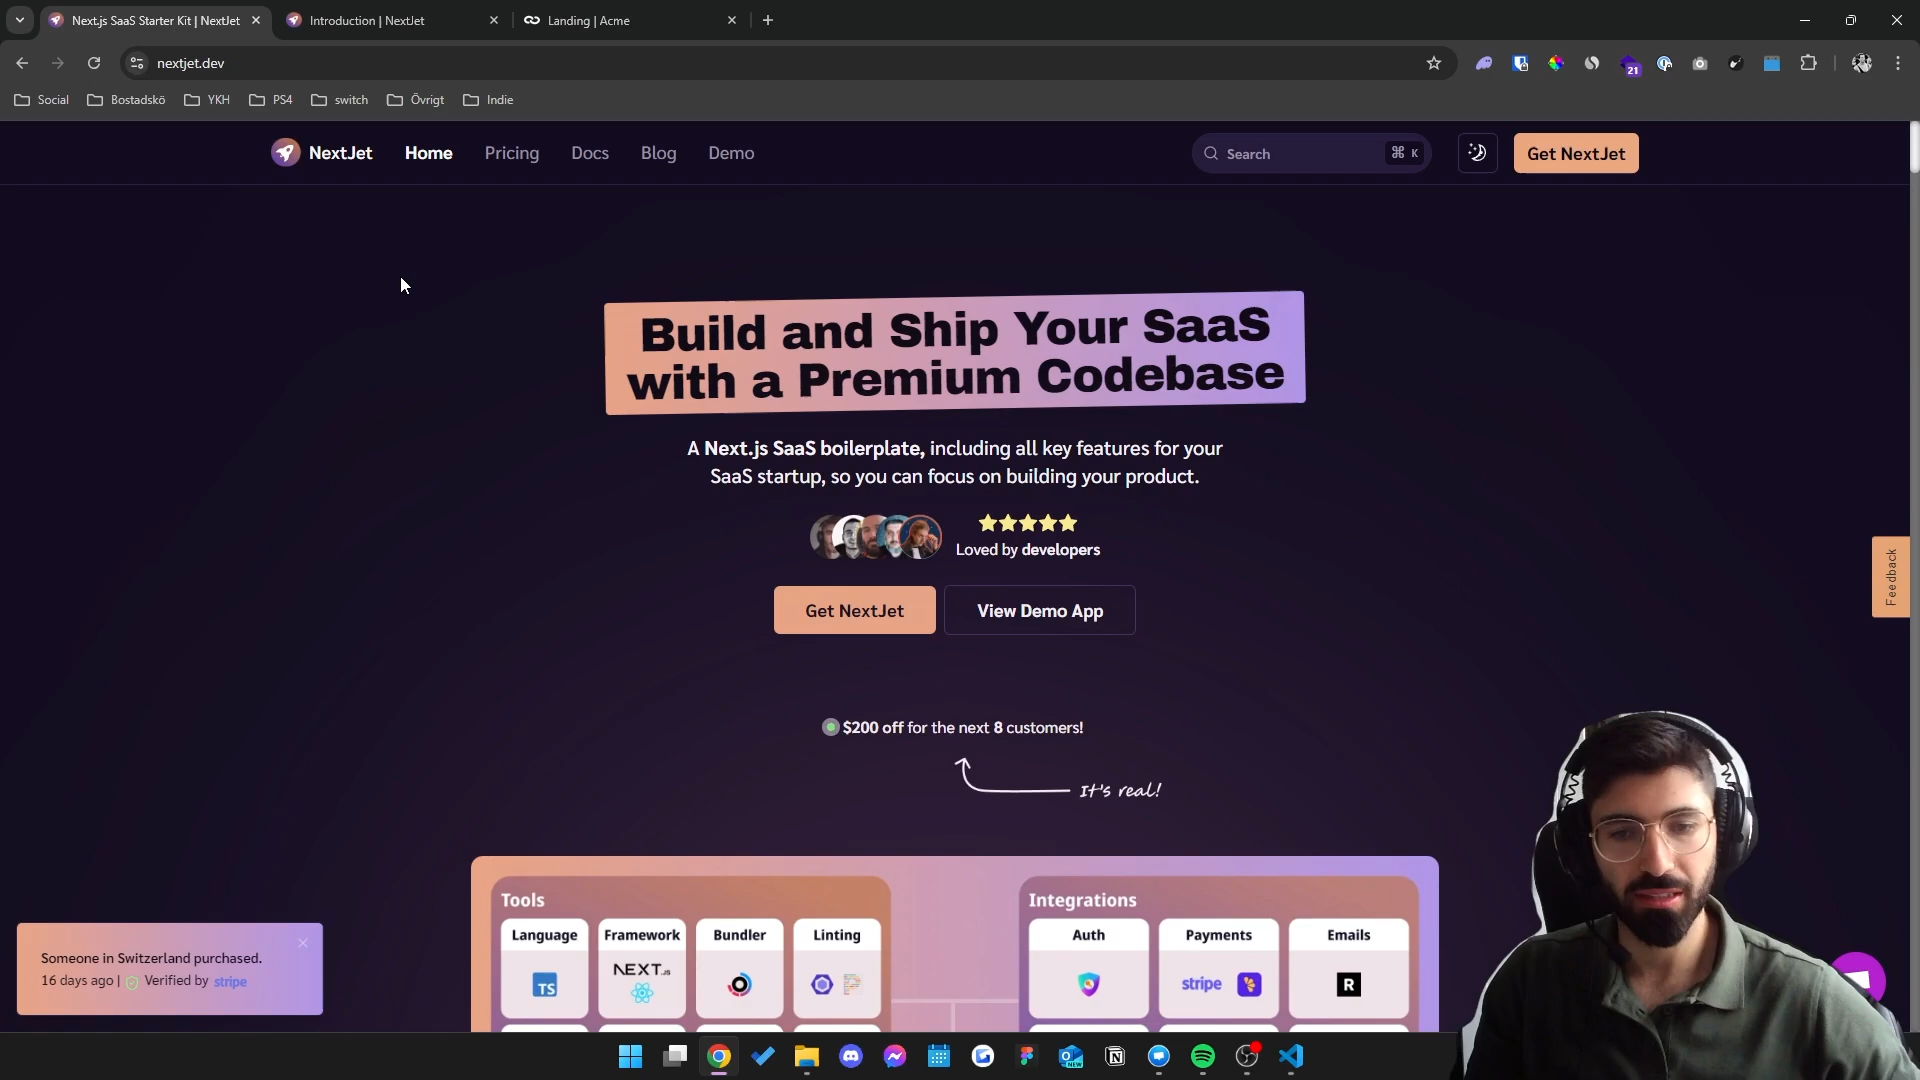 Next.js SaaS Starter Kit | NextJet
Introduction | NextJet
Landing | Acme
nextjet.dev
21
Social
Bostadskö
YKH
PS4
switch
Övrigt
Indie
NextJet
Home
Pricing
Docs
Blog
Demo
Search
⌘ K
Get NextJet
Build and Ship Your SaaS
with a Premium Codebase
A Next.js SaaS boilerplate, including all key features for your
SaaS startup, so you can focus on building your product.
Loved by developers
Get NextJet
View Demo App
Feedback
$200 off for the next 8 customers!
It's real!
Tools
Language
Framework
Bundler
Linting
TS
NEXT.JS
Integrations
Auth
Payments
Emails
stripe
R
Someone in Switzerland purchased.
16 days ago | Verified by stripe